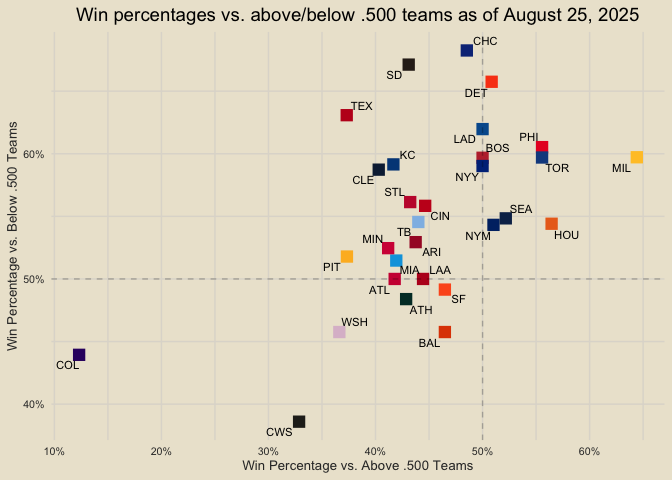 Win percentages vs. above/below .500 teams as of August 25, 2025
Win Percentage vs. Below .500 Teams
CHC
SD
DET
TEX
LAD
PHI
BOS
60%
KC
TOR
MIL
CLE
NYY
STL
CIN
SEA
TB
NYM
HOU
MIN
ARI
PIT
MIA
LAA
50%
ATL
SF
ATH
WSH
BAL
COL
40%
CWS
10%
20%
30%
40%
50%
60%
Win Percentage vs. Above .500 Teams